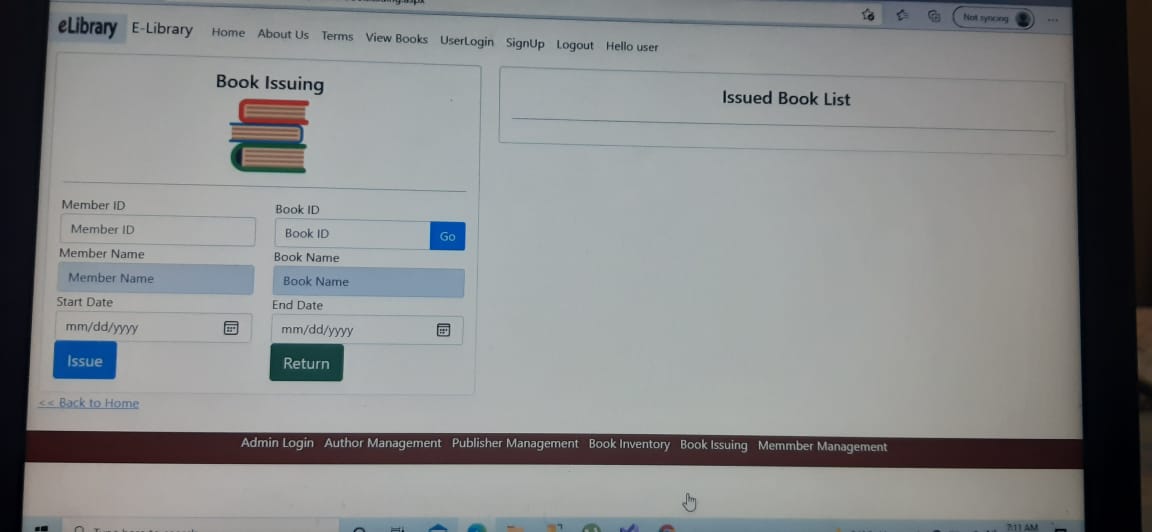 Not syncing
eLibrary E-Library Home About Us Terms View Books UserLogin SignUp Logout Hello user
Book Issuing
Issued Book List
Member ID Book ID
Member ID Book ID Go
Member Name Book Name
Member Name Book Name
Start Date End Date
mm/dd/yyyy mm/dd/yyyy
Issue Return
<< Back to Home
Admin Login Author Management Publisher Management Book Inventory Book Issuing Memmber Management
7:11 AM